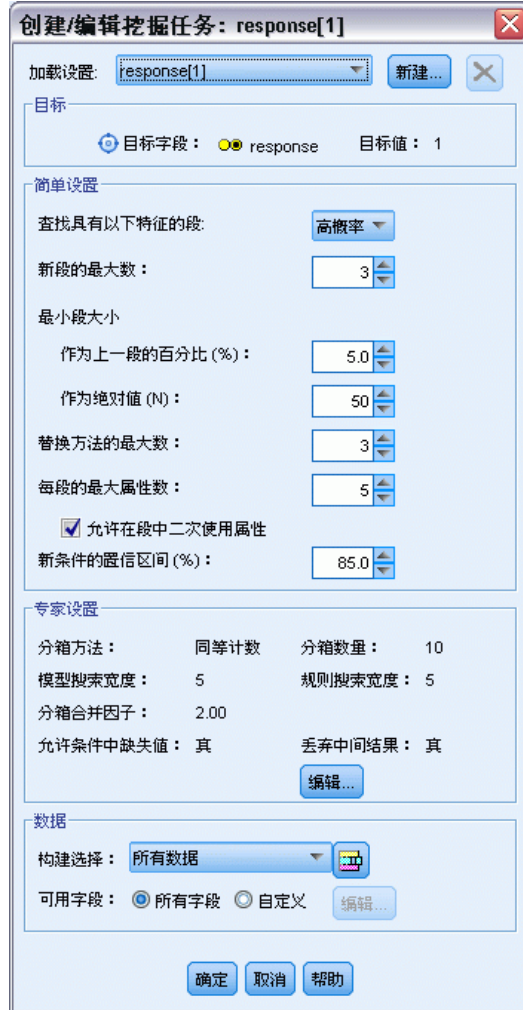 创建/编辑挖掘任务: response[1]
加载设置: response[1] 新建...
目标
目标字段： response 目标值： 1
简单设置
查找具有以下特征的段: 高概率
新段的最大数： 3
最小段大小
作为上一段的百分比(%)： 5.0
作为绝对值(N)： 50
替换方法的最大数： 3
每段的最大属性数： 5
允许在段中二次使用属性
新条件的置信区间(%)： 85.0
专家设置
分箱方法： 同等计数 分箱数量： 10
模型搜索宽度： 5 规则搜索宽度： 5
分箱合并因子： 2.00
允许条件中缺失值： 真 丢弃中间结果： 真
编辑...
数据
构建选择： 所有数据
可用字段： 所有字段 自定义 编辑...
确定 取消 帮助